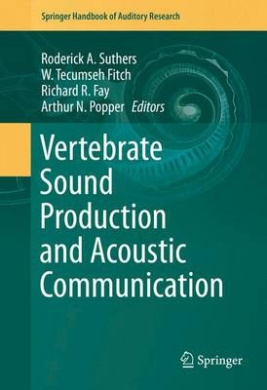 Springer Handbook of Auditory Research
Roderick A. Suthers
W. Tecumseh Fitch
Richard R. Fay
Arthur N. Popper Editors
Vertebrate
Sound
Production
and Acoustic
Communication
Springer